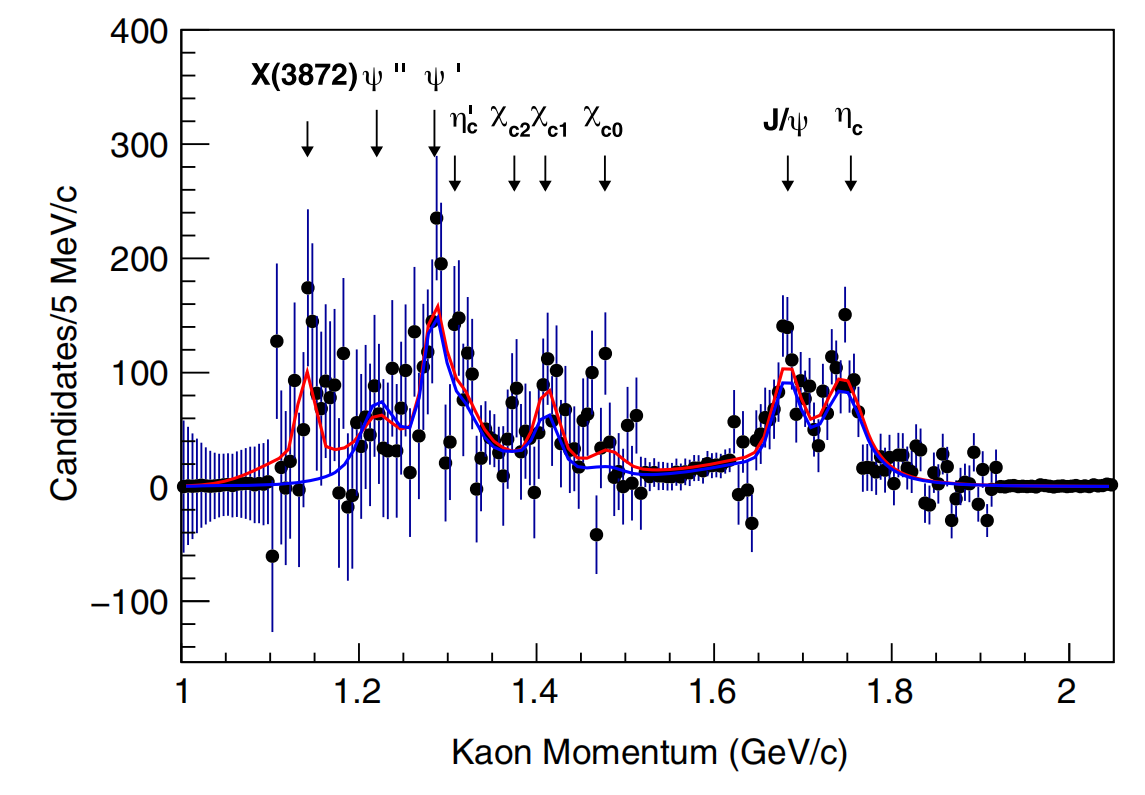 400
300
200
100
0
−100
Candidates/5 MeV/c
X(3872) ψ '' ψ '
η'c χc2 χc1 χc0
J/ψ ηc
1 1.2 1.4 1.6 1.8 2
Kaon Momentum (GeV/c)